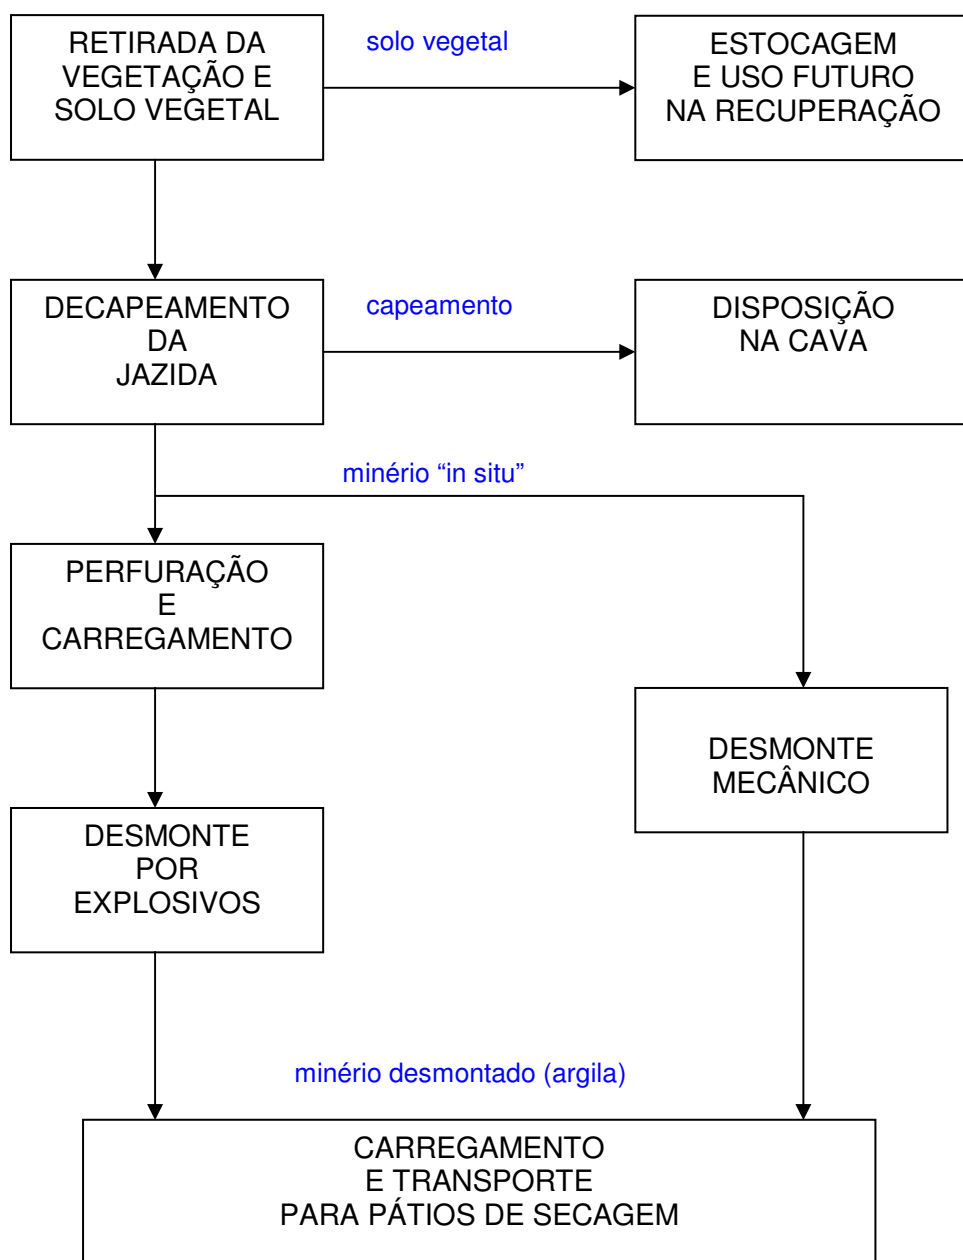 RETIRADA DA
VEGETAÇÃO E
SOLO VEGETAL
solo vegetal
ESTOCAGEM
E USO FUTURO
NA RECUPERAÇÃO
DECAPEAMENTO
DA
JAZIDA
capeamento
DISPOSIÇÃO
NA CAVA
minério “in situ”
PERFURAÇÃO
E
CARREGAMENTO
DESMONTE
MECÂNICO
DESMONTE
POR
EXPLOSIVOS
minério desmontado (argila)
CARREGAMENTO
E TRANSPORTE
PARA PÁTIOS DE SECAGEM